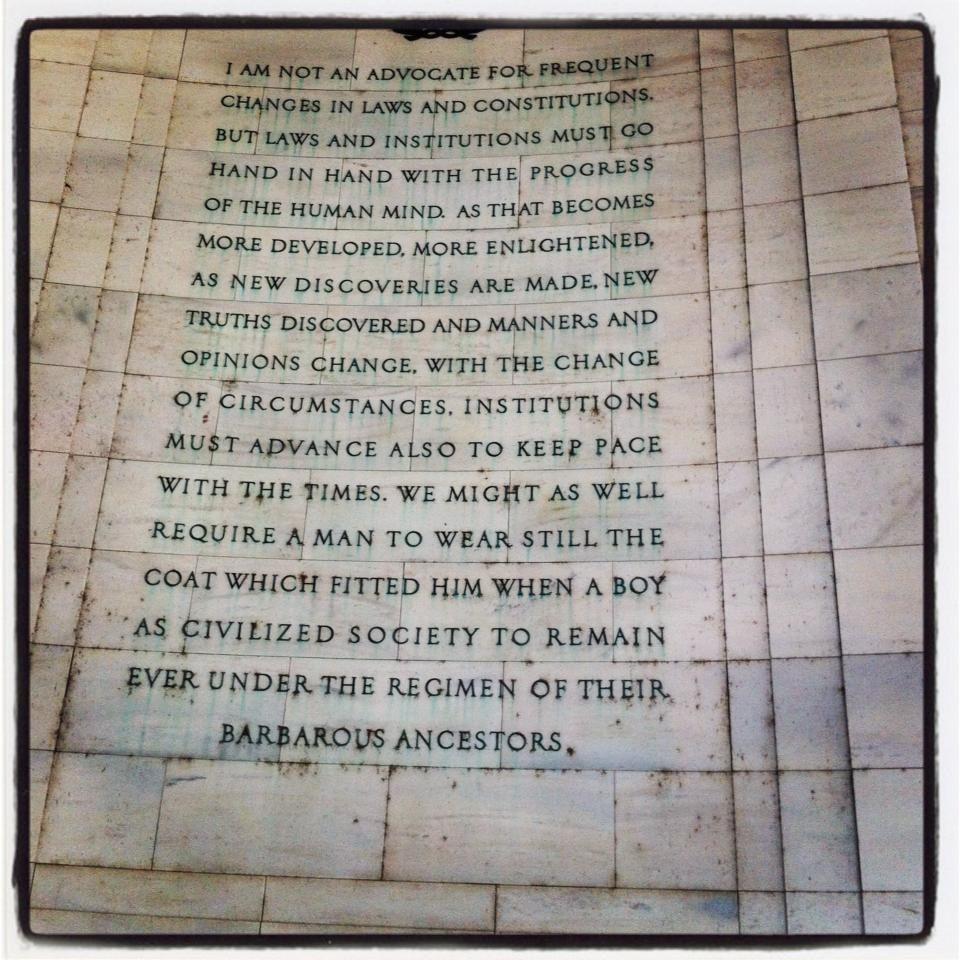 I AM NOT AN ADVOCATE FOR FREQUENT
CHANGES IN LAWS AND CONSTITUTIONS.
BUT LAWS AND INSTITUTIONS MUST GO
HAND IN HAND WITH THE PROGRESS
OF THE HUMAN MIND. AS THAT BECOMES
MORE DEVELOPED, MORE ENLIGHTENED,
AS NEW DISCOVERIES ARE MADE, NEW
TRUTHS DISCOVERED AND MANNERS AND
OPINIONS CHANGE, WITH THE CHANGE
OF CIRCUMSTANCES, INSTITUTIONS
MUST ADVANCE ALSO TO KEEP PACE
WITH THE TIMES. WE MIGHT AS WELL
REQUIRE A MAN TO WEAR STILL THE
COAT WHICH FITTED HIM WHEN A BOY
AS CIVILIZED SOCIETY TO REMAIN
EVER UNDER THE REGIMEN OF THEIR
BARBAROUS ANCESTORS.